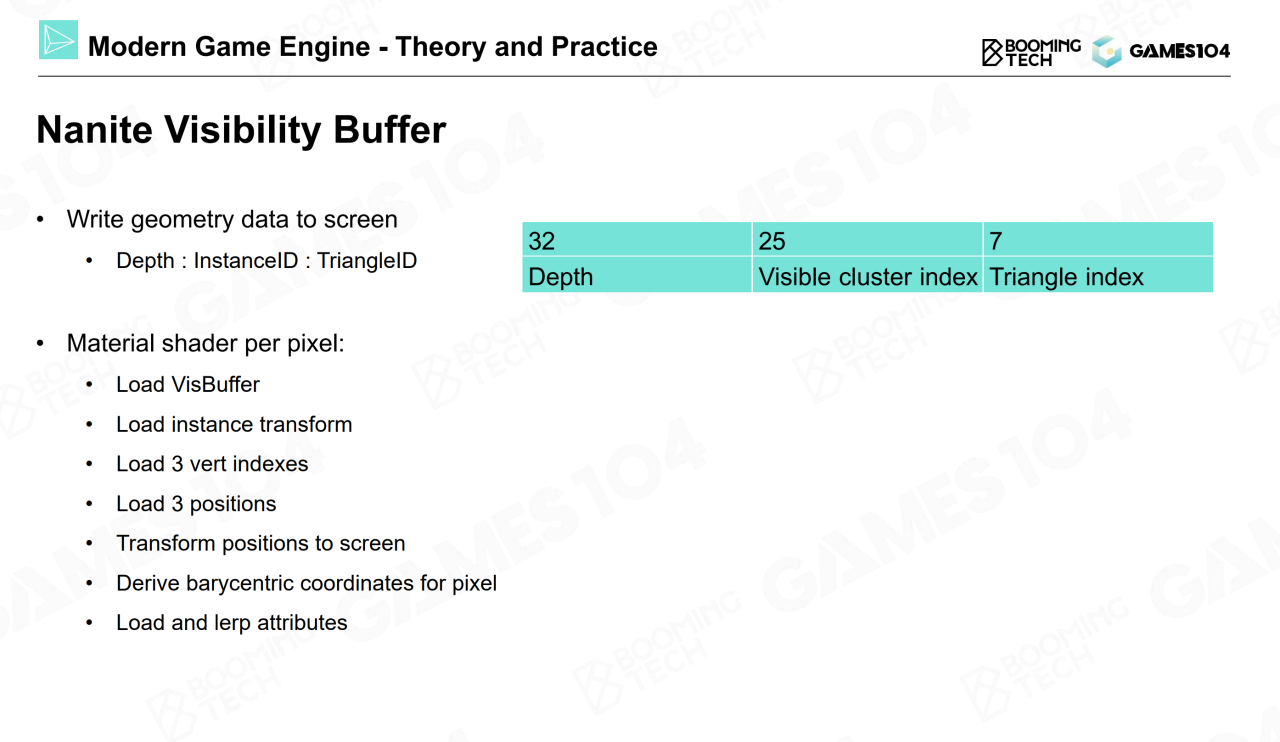 Modern Game Engine - Theory and Practice
BOOMING
TECH
GAMES104
Nanite Visibility Buffer
• Write geometry data to screen
• Depth : InstanceID : TriangleID
32 25 7
Depth Visible cluster index Triangle index
• Material shader per pixel:
• Load VisBuffer
• Load instance transform
• Load 3 vert indexes
• Load 3 positions
• Transform positions to screen
• Derive barycentric coordinates for pixel
• Load and lerp attributes